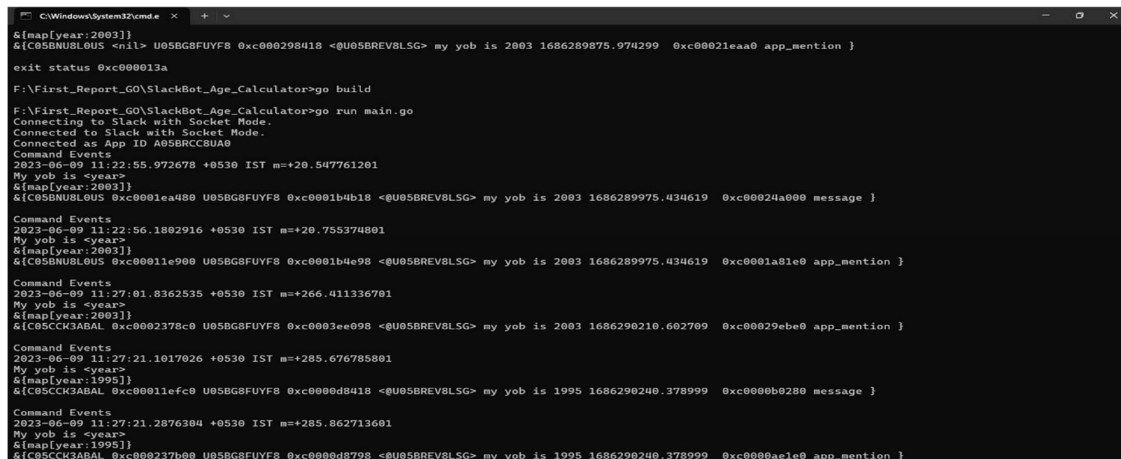 C:\Windows\System32\cmd.e
&{map[year:2003]}
&{C05BNU8L0US <nil> U05BG8FUYF8 0xc000298418 <@U05BREV8LSG> my yob is 2003 1686289875.974299  0xc00021eaa0 app_mention }
exit status 0xc000013a
F:\First_Report_GO\SlackBot_Age_Calculator>go build
F:\First_Report_GO\SlackBot_Age_Calculator>go run main.go
Connecting to Slack with Socket Mode.
Connected to Slack with Socket Mode.
Connected as App ID A05BRCC8UA0
Command Events
2023-06-09 11:22:55.972678 +0530 IST m=+20.547761201
My yob is <year>
&{map[year:2003]}
&{C05BNU8L0US 0xc0001ea480 U05BG8FUYF8 0xc0001b4b18 <@U05BREV8LSG> my yob is 2003 1686289975.434619  0xc00024a000 message }
Command Events
2023-06-09 11:22:56.1802916 +0530 IST m=+20.755374801
My yob is <year>
&{map[year:2003]}
&{C05BNU8L0US 0xc00011e900 U05BG8FUYF8 0xc0001b4e98 <@U05BREV8LSG> my yob is 2003 1686289975.434619  0xc0001a81e0 app_mention }
Command Events
2023-06-09 11:27:01.8362535 +0530 IST m=+266.411336701
My yob is <year>
&{map[year:2003]}
&{C05CCK3ABAL 0xc0002378c0 U05BG8FUYF8 0xc0003ee098 <@U05BREV8LSG> my yob is 2003 1686290210.602709  0xc00029ebe0 app_mention }
Command Events
2023-06-09 11:27:21.1017026 +0530 IST m=+285.676785801
My yob is <year>
&{map[year:1995]}
&{C05CCK3ABAL 0xc00011efc0 U05BG8FUYF8 0xc0000d8418 <@U05BREV8LSG> my yob is 1995 1686290240.378999  0xc0000b0280 message }
Command Events
2023-06-09 11:27:21.2876304 +0530 IST m=+285.862713601
My yob is <year>
&{map[year:1995]}
&{C05CCK3ABAL 0xc000237b00 U05BG8FUYF8 0xc0000d8798 <@U05BREV8LSG> my yob is 1995 1686290240.378999  0xc0000ae1e0 app_mention }